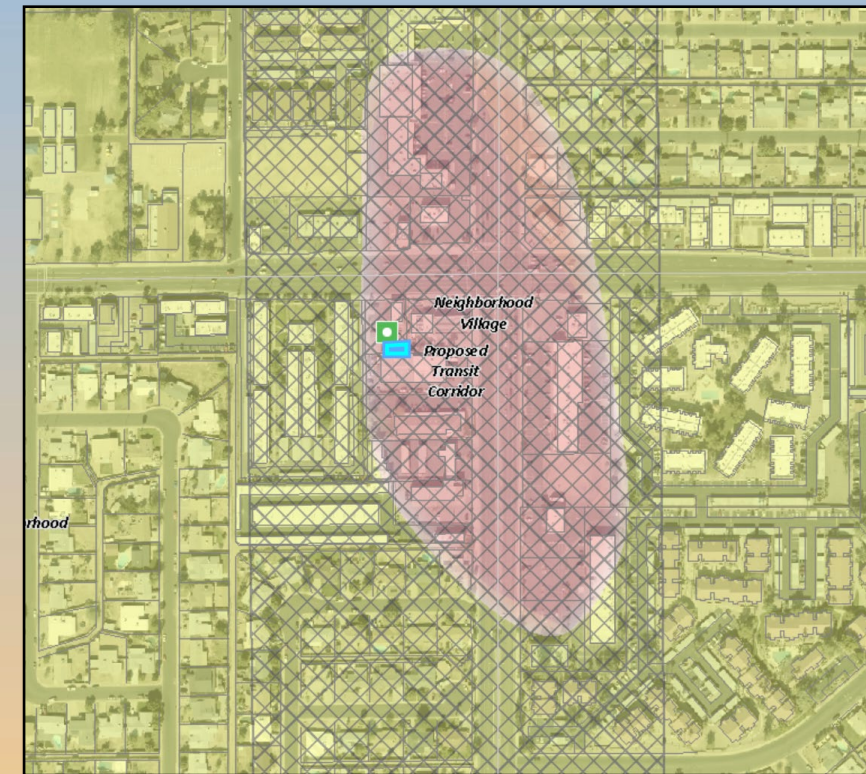 Neighborhood
Village
Proposed
Transit
Corridor
rhood